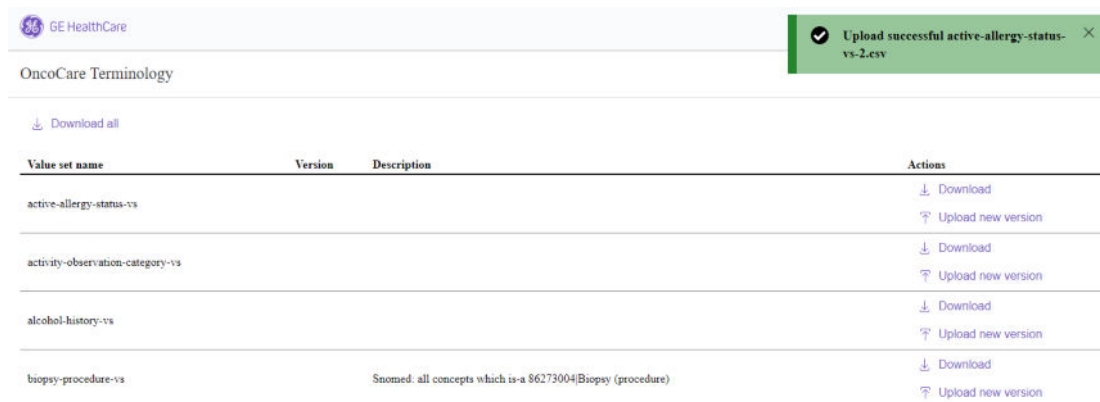 GE HealthCare
Upload successful active-allergy-status-
vs-2.csv
OncoCare Terminology
Download all
Value set name Version Description Actions
active-allergy-status-vs
Download
Upload new version
activity-observation-category-vs
Download
Upload new version
alcohol-history-vs
Download
Upload new version
biopsy-procedure-vs Snomed: all concepts which is-a 86273004|Biopsy (procedure)
Download
Upload new version